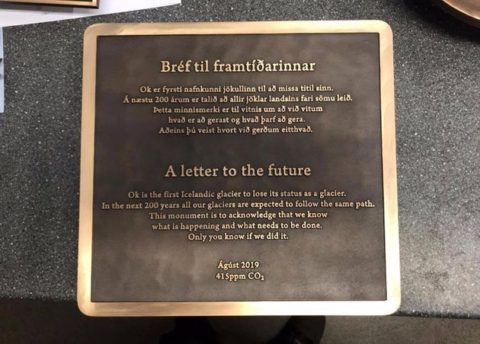 Bréf til framtíðarinnar
Ok er fyrsti nafnkunni jökullinn til að missa titil sinn.
Á næstu 200 árum er talið að allir jöklar landsins fari sömu leið.
Þetta minnismerki er til vitnis um að við vitum
hvað er að gerast og hvað þarf að gera.
Aðeins þú veist hvort við gerðum eitthvað.
A letter to the future
Ok is the first Icelandic glacier to lose its status as a glacier.
In the next 200 years all our glaciers are expected to follow the same path.
This monument is to acknowledge that we know
what is happening and what needs to be done.
Only you know if we did it.
Ágúst 2019
415ppm CO₂